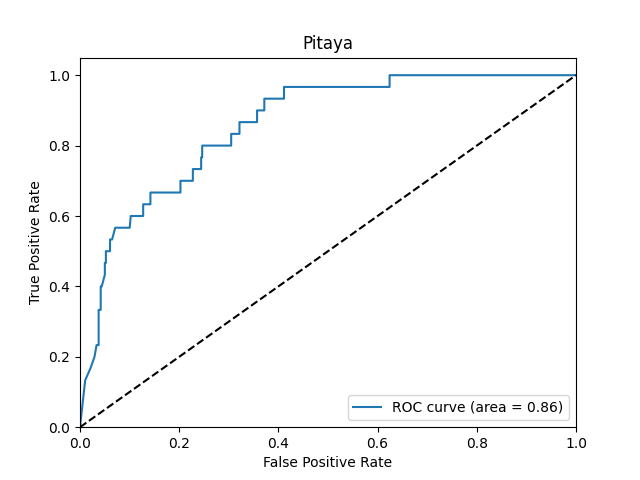 Pitaya
True Positive Rate
1.0
0.8
0.6
0.4
0.2
0.0
0.0 0.2 0.4 0.6 0.8 1.0
False Positive Rate
ROC curve (area = 0.86)